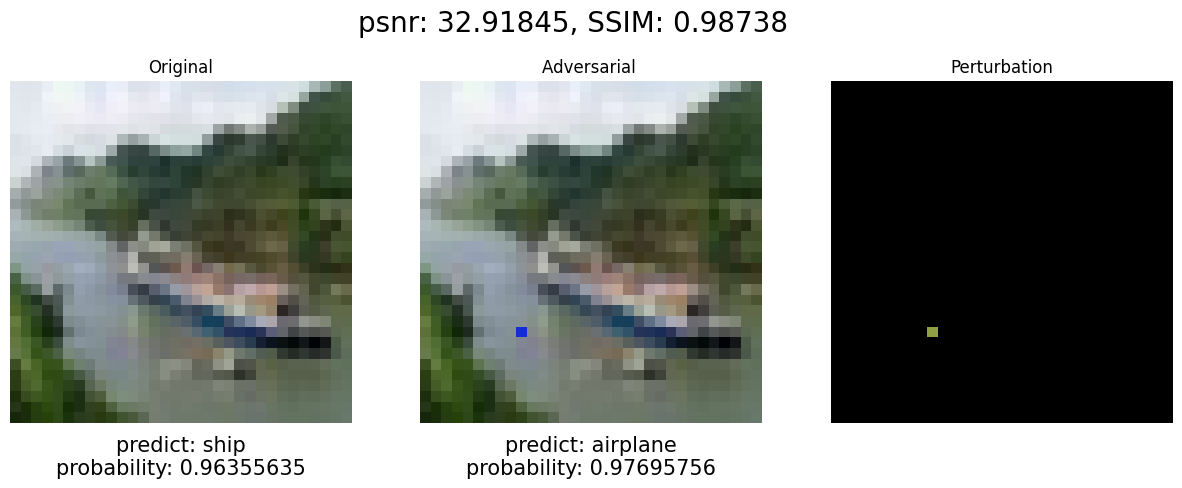 psnr: 32.91845, SSIM: 0.98738
Original
Adversarial
Perturbation
predict: ship
probability: 0.96355635
predict: airplane
probability: 0.97695756